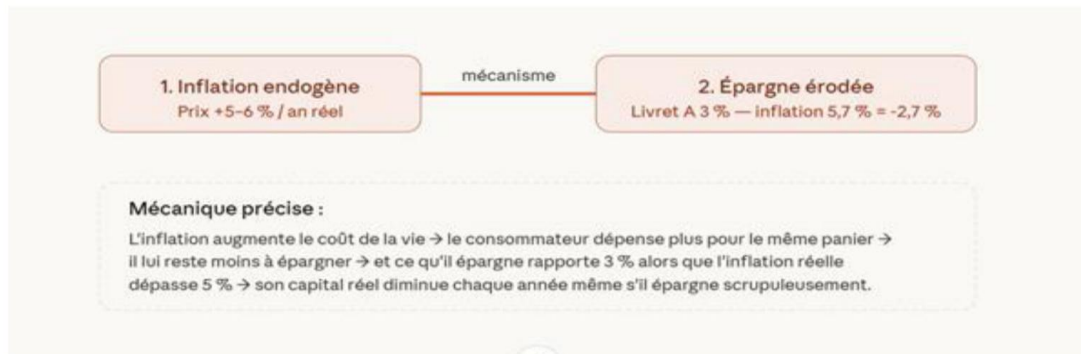 1. Inflation endogène
Prix +5–6 % / an réel
mécanisme
2. Épargne érodée
Livret A 3 % — inflation 5,7 % = -2,7 %
Mécanique précise :
L'inflation augmente le coût de la vie → le consommateur dépense plus pour le même panier →
il lui reste moins à épargner → et ce qu'il épargne rapporte 3 % alors que l'inflation réelle
dépasse 5 % → son capital réel diminue chaque année même s'il épargne scrupuleusement.